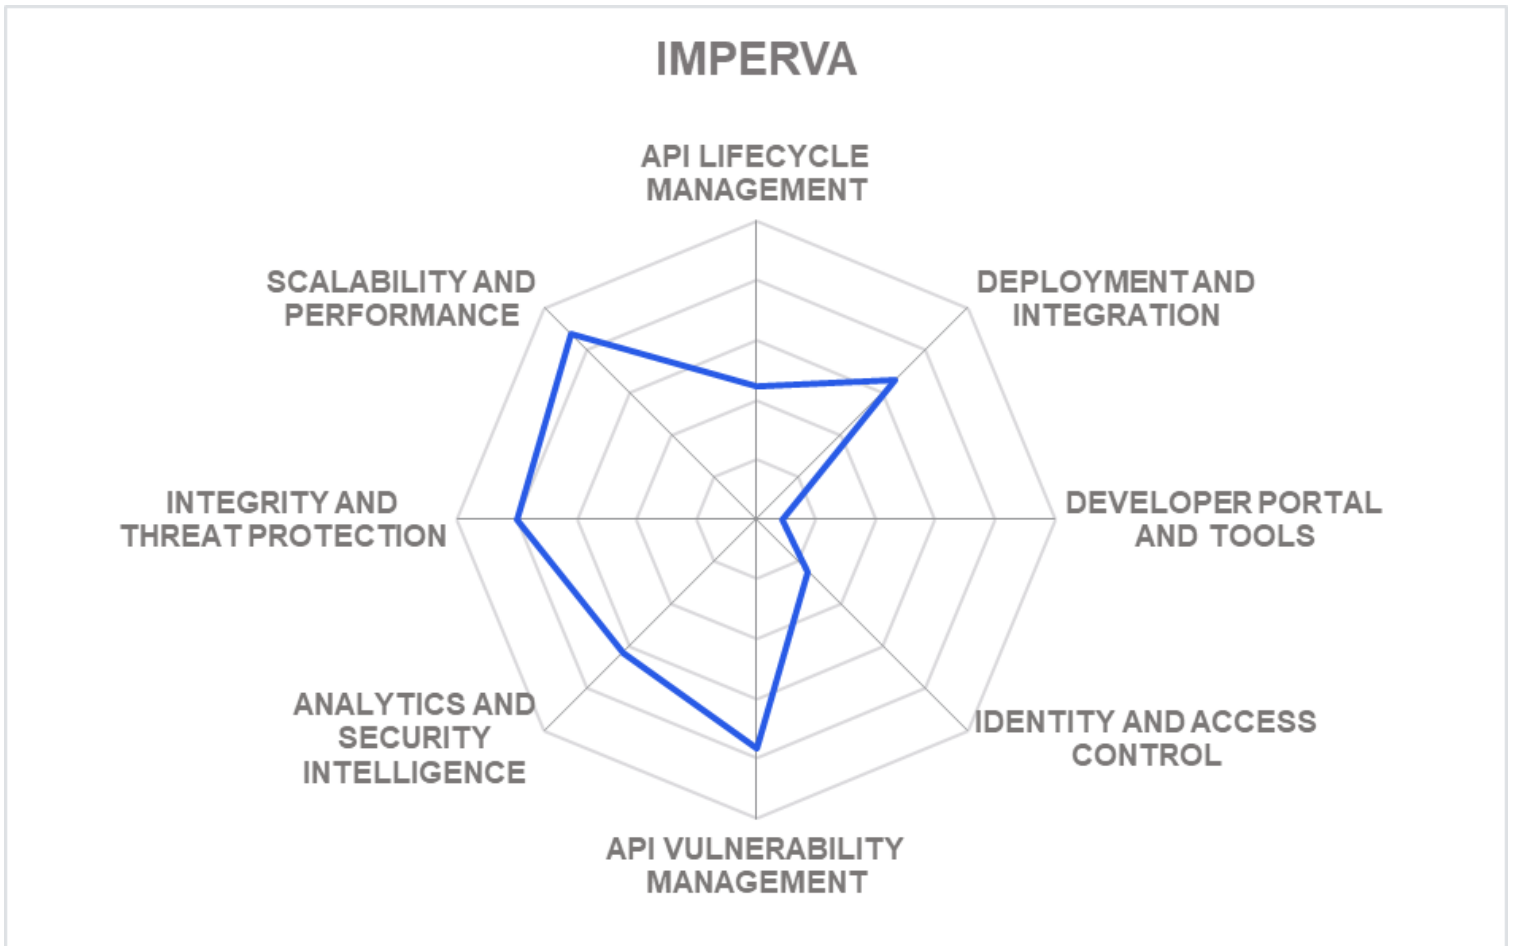 IMPERVA
API LIFECYCLE
MANAGEMENT
DEPLOYMENT AND
INTEGRATION
DEVELOPER PORTAL
AND TOOLS
IDENTITY AND ACCESS
CONTROL
API VULNERABILITY
MANAGEMENT
ANALYTICS AND
SECURITY
INTELLIGENCE
INTEGRITY AND
THREAT PROTECTION
SCALABILITY AND
PERFORMANCE